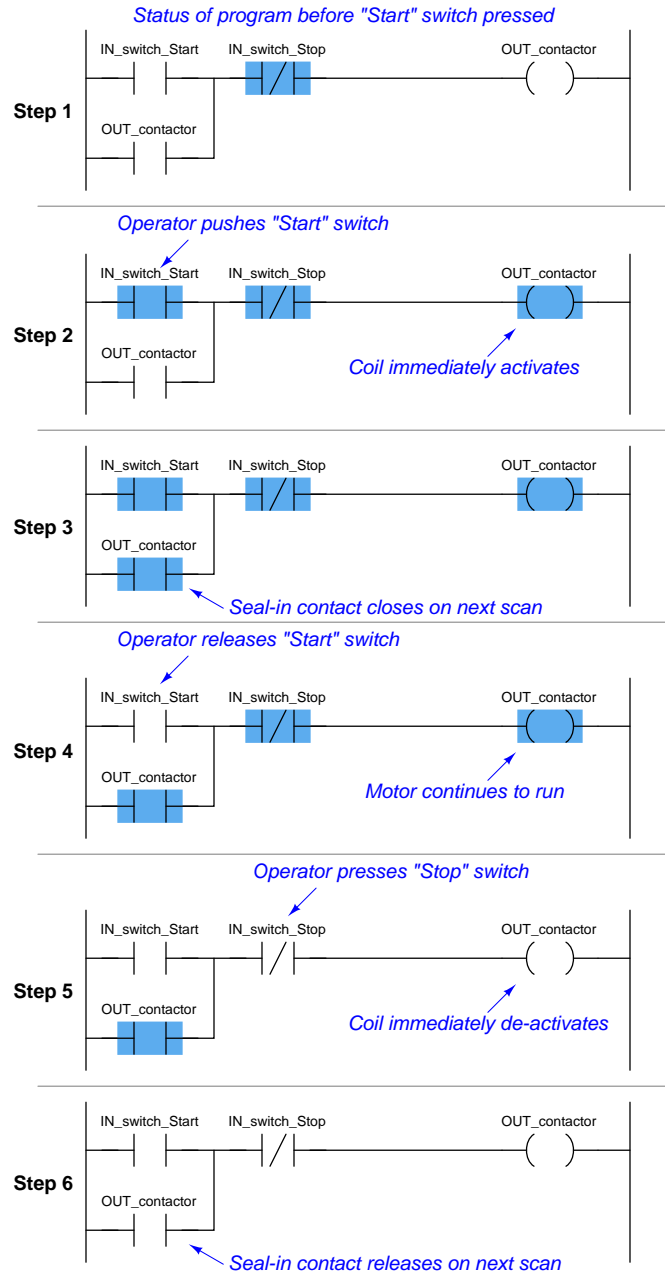 Status of program before "Start" switch pressed
IN_switch_Start IN_switch_Stop OUT_contactor
Step 1
OUT_contactor
Operator pushes "Start" switch
IN_switch_Start IN_switch_Stop OUT_contactor
Step 2
OUT_contactor
Coil immediately activates
IN_switch_Start IN_switch_Stop OUT_contactor
Step 3
OUT_contactor
Seal-in contact closes on next scan
Operator releases "Start" switch
IN_switch_Start IN_switch_Stop OUT_contactor
Step 4
OUT_contactor
Motor continues to run
Operator presses "Stop" switch
IN_switch_Start IN_switch_Stop OUT_contactor
Step 5
OUT_contactor
Coil immediately de-activates
IN_switch_Start IN_switch_Stop OUT_contactor
Step 6
OUT_contactor
Seal-in contact releases on next scan